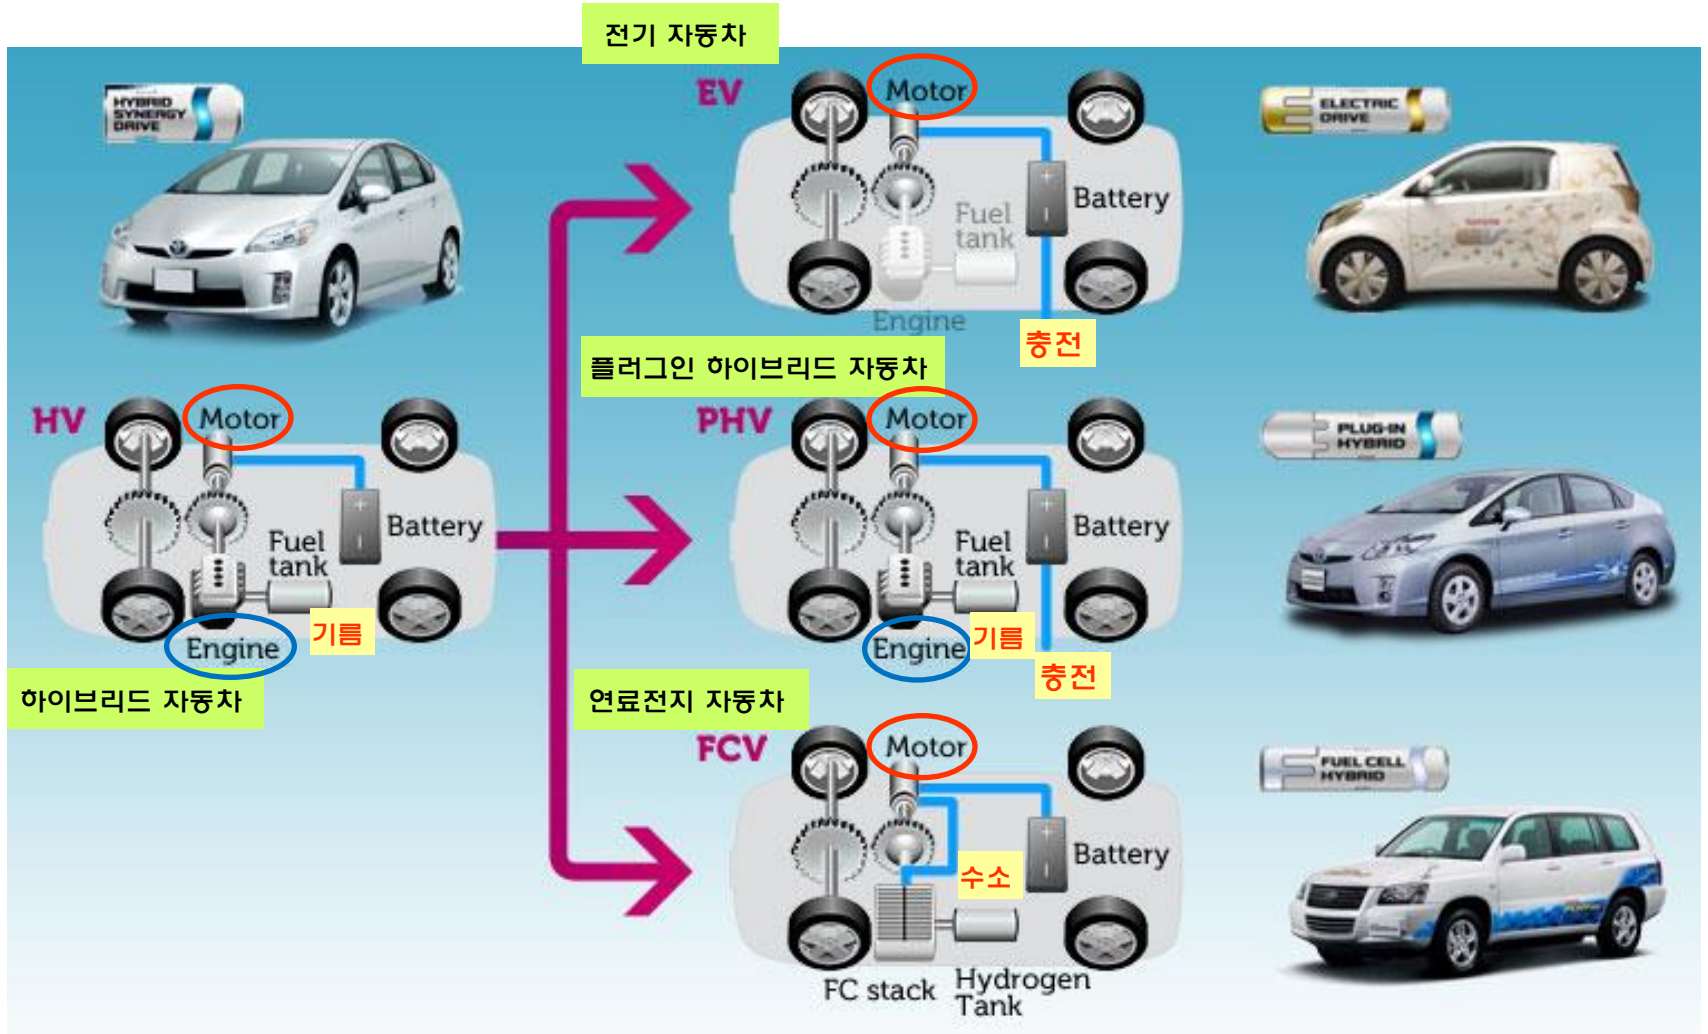 전기 자동차
EV
Motor
Battery
Fuel
tank
Engine
충전
HYBRID
SYNERGY
DRIVE
ELECTRIC
DRIVE
HV
Motor
Battery
Fuel
tank
기름
Engine
하이브리드 자동차
플러그인 하이브리드 자동차
PHV
Motor
Battery
Fuel
tank
기름
Engine
충전
PLUG-IN
HYBRID
연료전지 자동차
FCV
Motor
수소
Battery
FC stack
Hydrogen
Tank
FUEL CELL
HYBRID